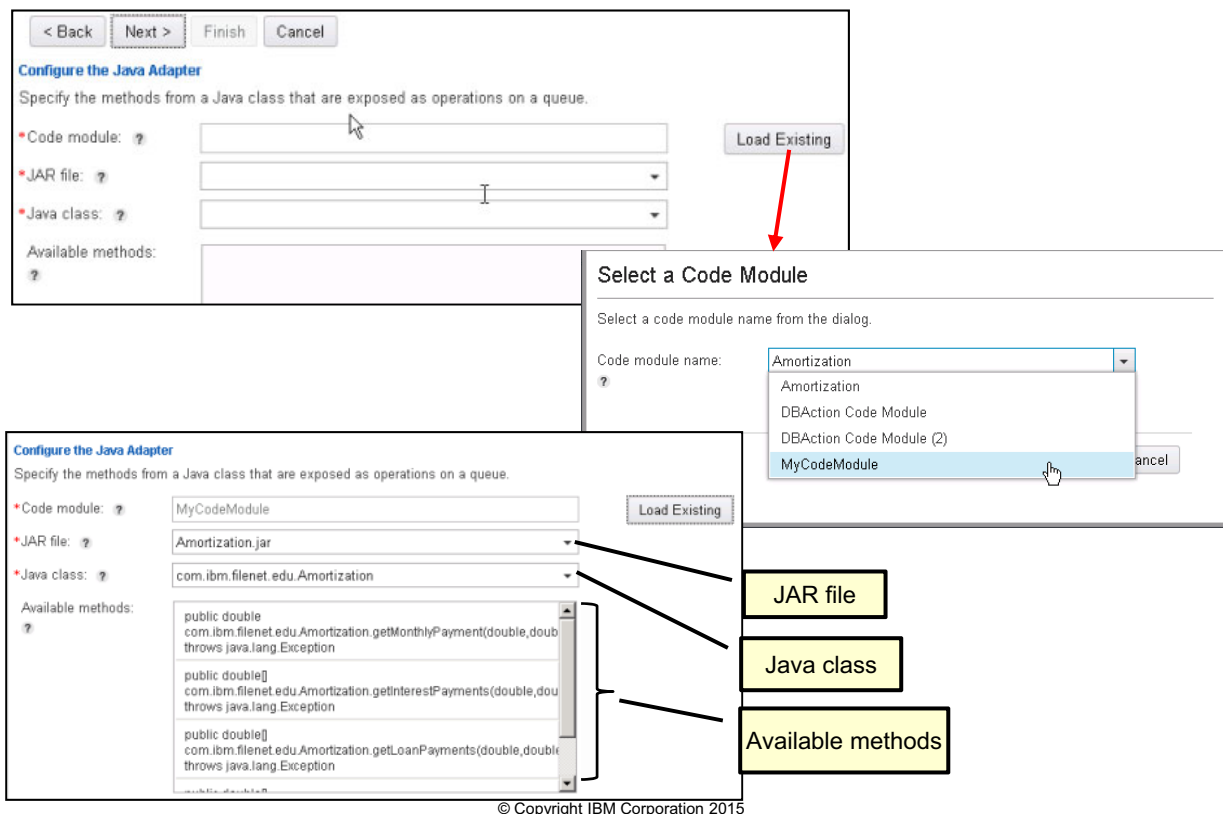 < Back Next > Finish Cancel
Configure the Java Adapter
Specify the methods from a Java class that are exposed as operations on a queue.
*Code module: ?
Load Existing
*JAR file: ?
*Java class: ?
Available methods:
?
Select a Code Module
Select a code module name from the dialog.
Code module name: Amortization
?
Amortization
DBAction Code Module
DBAction Code Module (2)
MyCodeModule
ancel
Configure the Java Adapter
Specify the methods from a Java class that are exposed as operations on a queue.
*Code module: ? MyCodeModule Load Existing
*JAR file: ? Amortization.jar
*Java class: ? com.ibm.filenet.edu.Amortization
Available methods:
?
public double
com.ibm.filenet.edu.Amortization.getMonthlyPayment(double,doub
throws java.lang.Exception
public double[]
com.ibm.filenet.edu.Amortization.getInterestPayments(double,dou
throws java.lang.Exception
public double[]
com.ibm.filenet.edu.Amortization.getLoanPayments(double,double
throws java.lang.Exception
JAR file
Java class
Available methods
© Copyright IBM Corporation 2015